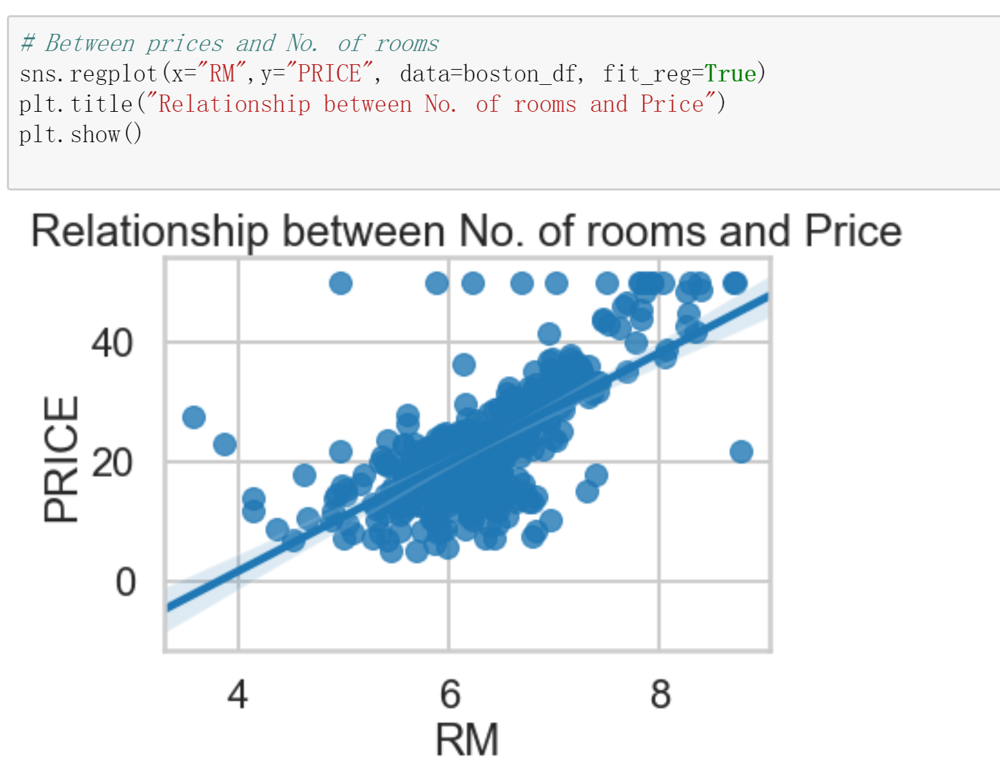 # Between prices and No. of rooms
sns.regplot(x="RM",y="PRICE", data=boston_df, fit_reg=True)
plt.title("Relationship between No. of rooms and Price")
plt.show()
Relationship between No. of rooms and Price
40
20
0
PRICE
4 6 8
RM